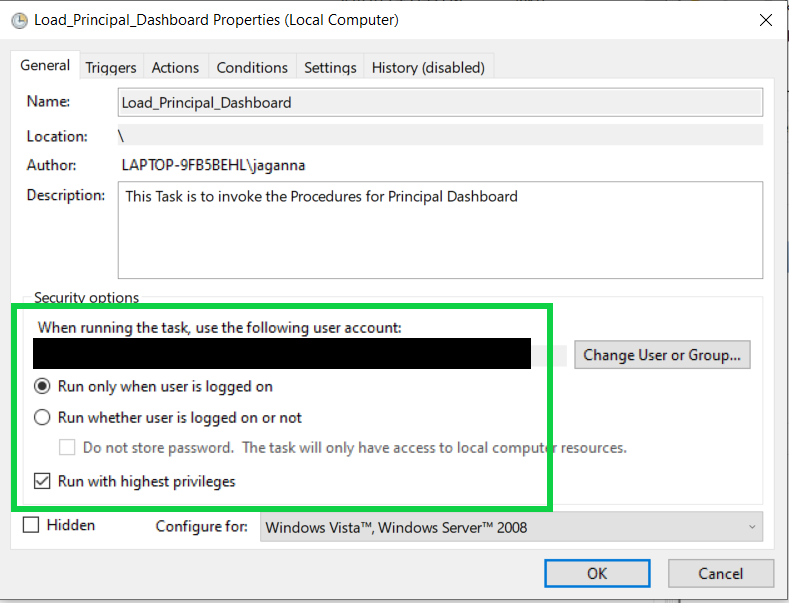 Load_Principal_Dashboard Properties (Local Computer)
General Triggers Actions Conditions Settings History (disabled)
Name: Load_Principal_Dashboard
Location: \
Author: LAPTOP-9FB5BEHL\jaganna
Description: This Task is to invoke the Procedures for Principal Dashboard
Security options
When running the task, use the following user account:
Change User or Group...
Run only when user is logged on
Run whether user is logged on or not
Do not store password. The task will only have access to local computer resources.
Run with highest privileges
Hidden Configure for: Windows Vista™, Windows Server™ 2008
OK Cancel